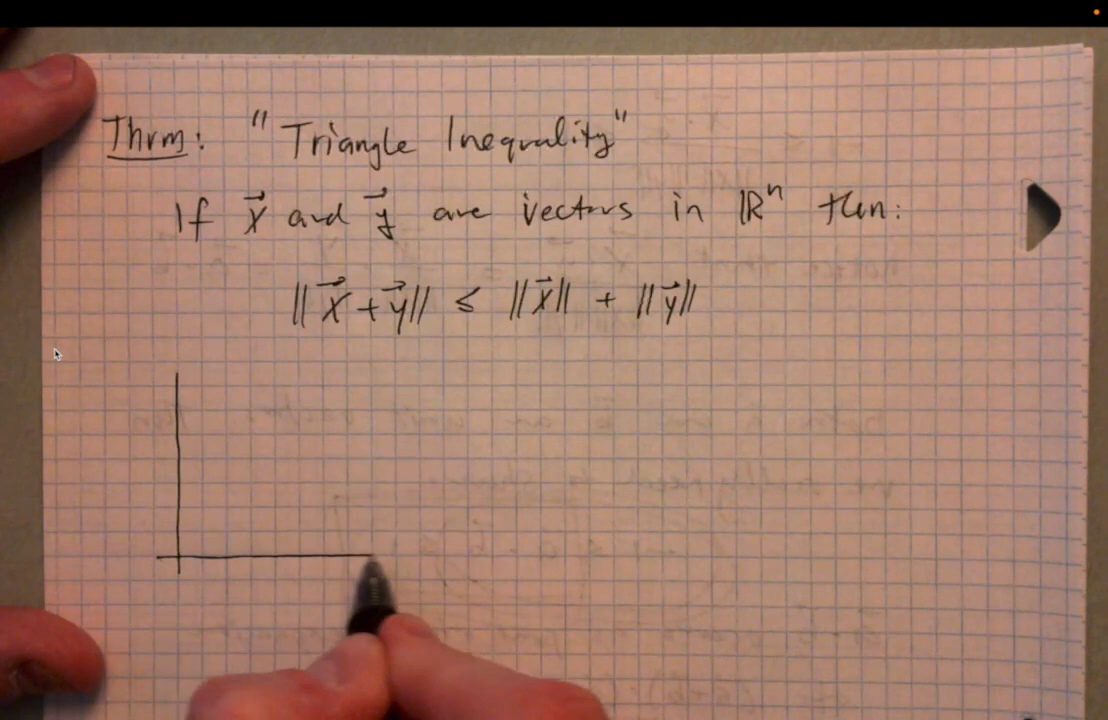 Thrm: "Triangle Inequality"
If x⃗ and y⃗ are vectors in ℝⁿ then:
||x⃗+y⃗|| ≤ ||x⃗|| + ||y⃗||